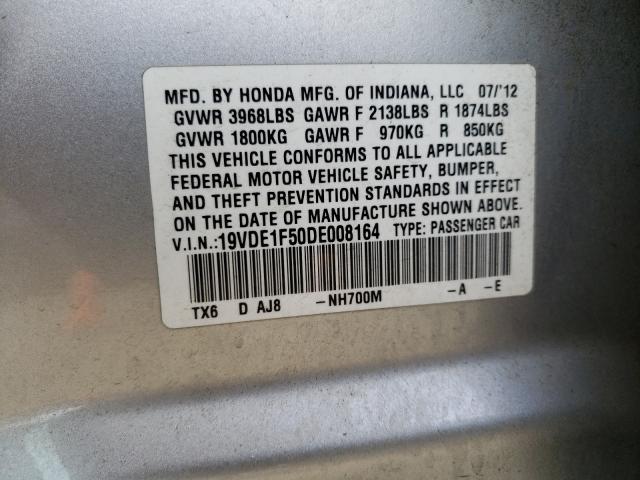 MFD. BY HONDA MFG. OF INDIANA, LLC 07/'12
GVWR 3968LBS GAWR F 2138LBS R 1874LBS
GVWR 1800KG GAWR F 970KG R 850KG
THIS VEHICLE CONFORMS TO ALL APPLICABLE
FEDERAL MOTOR VEHICLE SAFETY, BUMPER,
AND THEFT PREVENTION STANDARDS IN EFFECT
ON THE DATE OF MANUFACTURE SHOWN ABOVE.
V.I.N.:19VDE1F50DE008164 TYPE: PASSENGER CAR
TX6 D AJ8 -NH700M -A -E